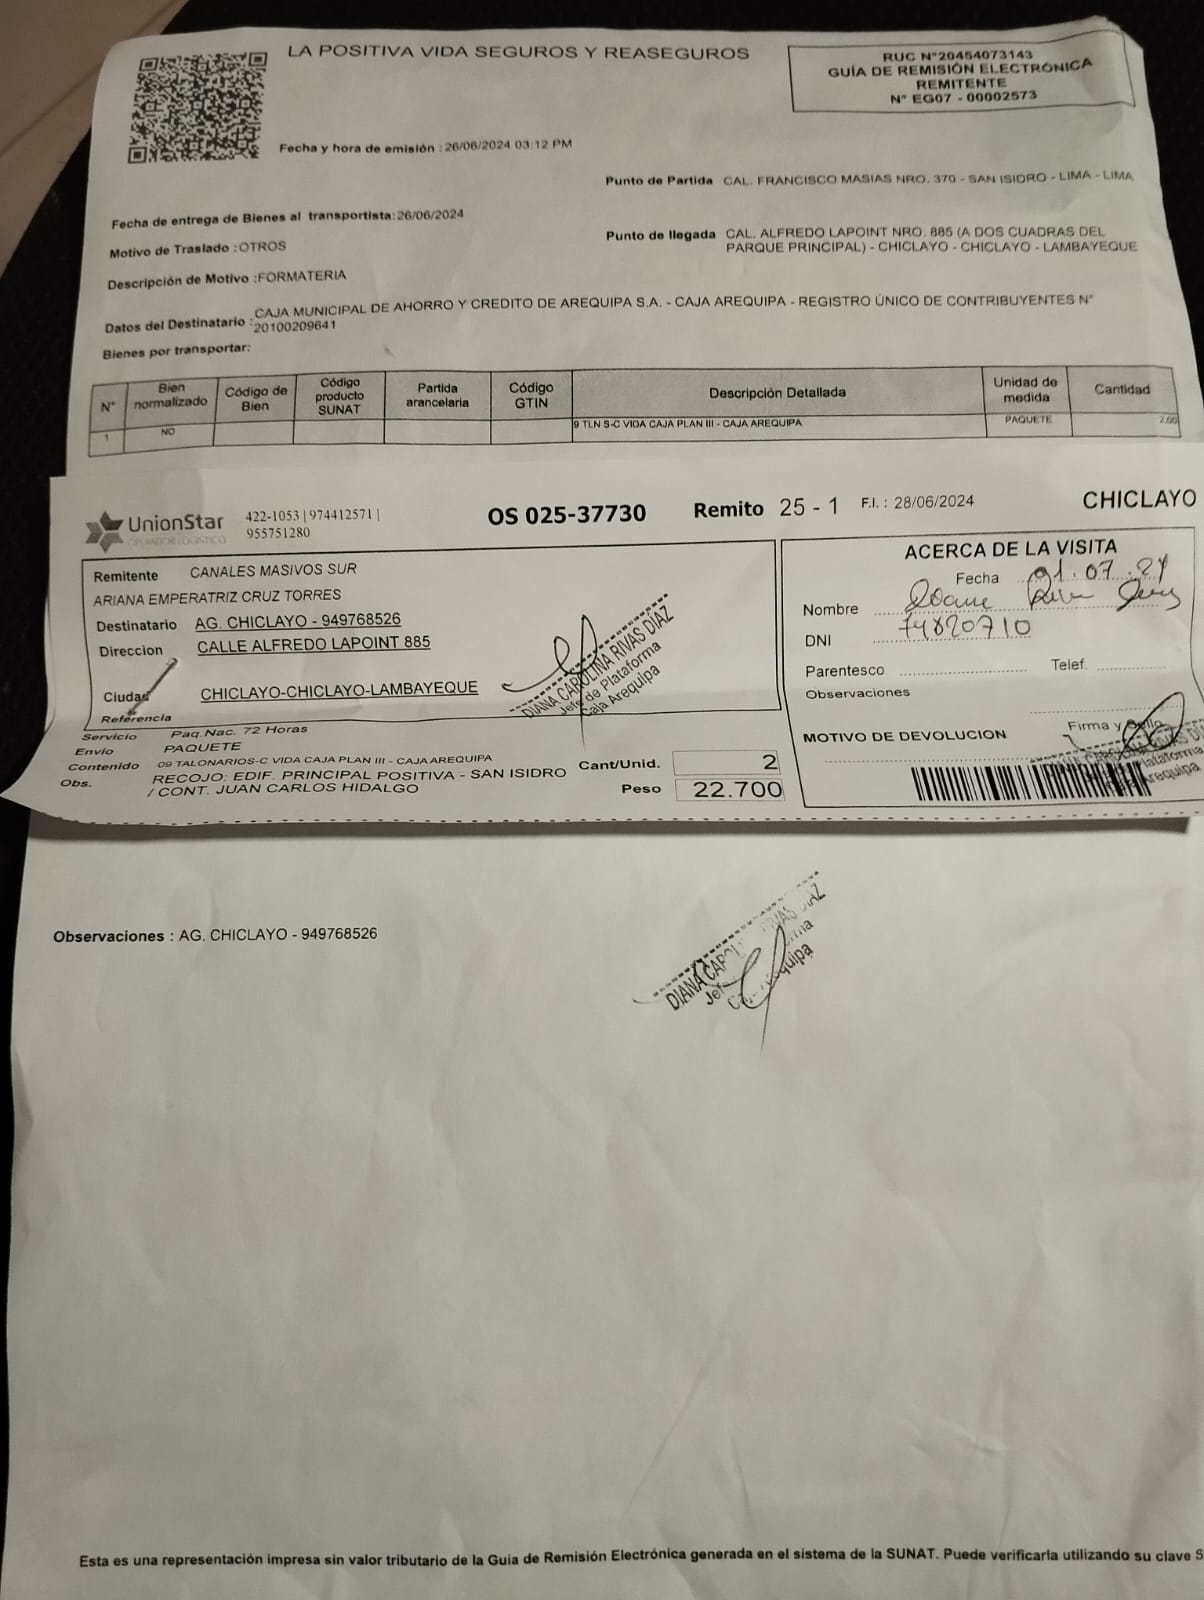 LA POSITIVA VIDA SEGUROS Y REASEGUROS
RUC N°20454073143
GUÍA DE REMISIÓN ELECTRÓNICA
REMITENTE
N° EG07 - 00002573
Fecha y hora de emisión : 26/06/2024 03:12 PM
Punto de Partida CAL. FRANCISCO MASIAS NRO. 370 - SAN ISIDRO - LIMA - LIMA
Fecha de entrega de Bienes al transportista: 26/06/2024
Punto de llegada CAL. ALFREDO LAPOINT NRO. 885 (A DOS CUADRAS DEL
PARQUE PRINCIPAL) - CHICLAYO - CHICLAYO - LAMBAYEQUE
Motivo de Traslado : OTROS
Descripción de Motivo : FORMATERIA
Datos del Destinatario : CAJA MUNICIPAL DE AHORRO Y CREDITO DE AREQUIPA S.A. - CAJA AREQUIPA - REGISTRO ÚNICO DE CONTRIBUYENTES N°
20100209641
Bienes por transportar:
N° Bien normalizado Código de Bien Código producto SUNAT Partida arancelaria Código GTIN Descripción Detallada Unidad de medida Cantidad
1 NO 9 TLN S-C VIDA CAJA PLAN III - CAJA AREQUIPA PAQUETE 2.00
UnionStar
OPERADOR LOGISTICO
422-1053 | 974412571 |
955751280
OS 025-37730 Remito 25 - 1 F.I. : 28/06/2024 CHICLAYO
Remitente CANALES MASIVOS SUR
ARIANA EMPERATRIZ CRUZ TORRES
Destinatario AG. CHICLAYO - 949768526
Direccion CALLE ALFREDO LAPOINT 885
Ciudad CHICLAYO-CHICLAYO-LAMBAYEQUE
Referencia
DIANA CAROLINA RIVAS DIAZ
Jefe de Plataforma
Caja Arequipa
Servicio Paq.Nac. 72 Horas
Envío PAQUETE
Contenido 09 TALONARIOS-C VIDA CAJA PLAN III - CAJA AREQUIPA
Obs. RECOJO: EDIF. PRINCIPAL POSITIVA - SAN ISIDRO
/ CONT. JUAN CARLOS HIDALGO
Cant/Unid. 2
Peso 22.700
ACERCA DE LA VISITA
Fecha 01.07.24
Nombre
DNI 74820710
Parentesco Telef.
Observaciones
Firma y Sello
MOTIVO DE DEVOLUCION
Plataforma
Arequipa
Observaciones : AG. CHICLAYO - 949768526
DIANA
Esta es una representación impresa sin valor tributario de la Guia de Remisión Electrónica generada en el sistema de la SUNAT. Puede verificarla utilizando su clave S